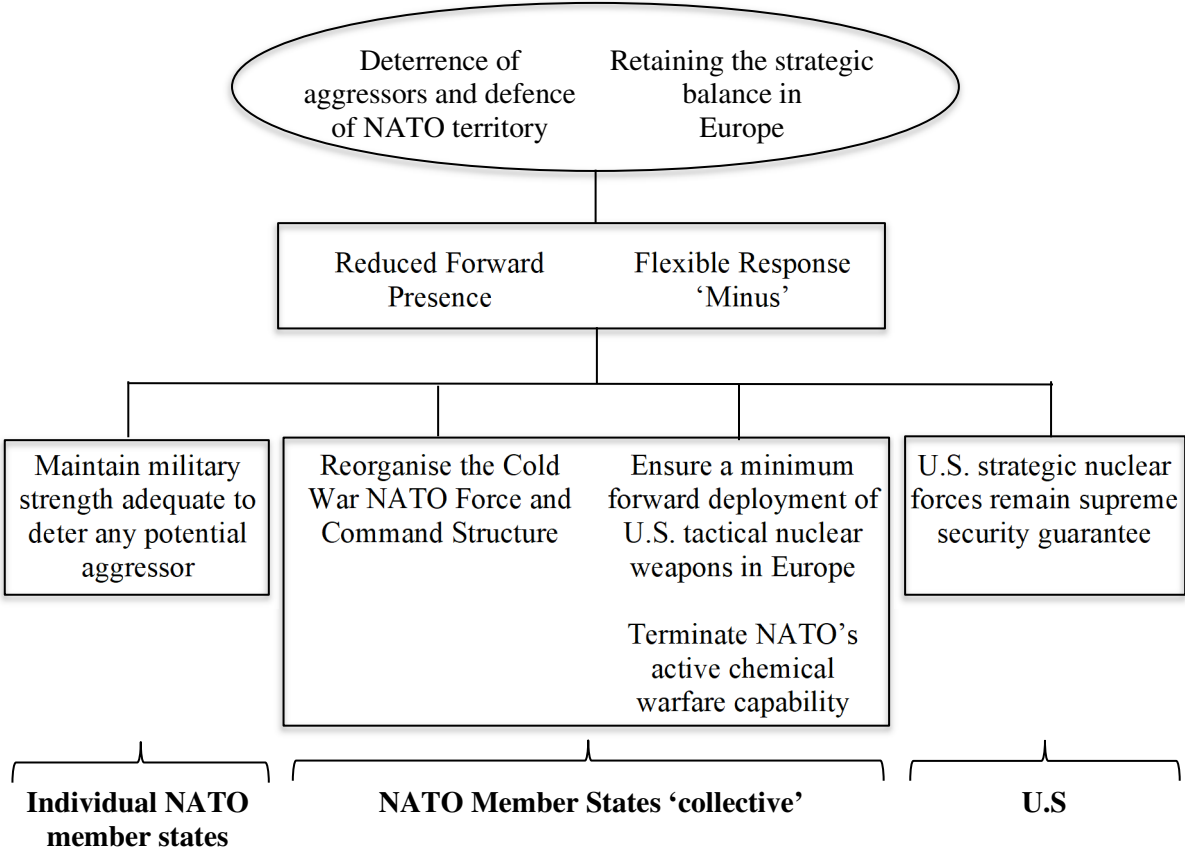 Deterrence of
aggressors and defence
of NATO territory
Retaining the strategic
balance in
Europe
Reduced Forward
Presence
Flexible Response
‘Minus’
Maintain military
strength adequate to
deter any potential
aggressor
Reorganise the Cold
War NATO Force and
Command Structure
Ensure a minimum
forward deployment of
U.S. tactical nuclear
weapons in Europe
Terminate NATO’s
active chemical
warfare capability
U.S. strategic nuclear
forces remain supreme
security guarantee
Individual NATO
member states
NATO Member States ‘collective’
U.S